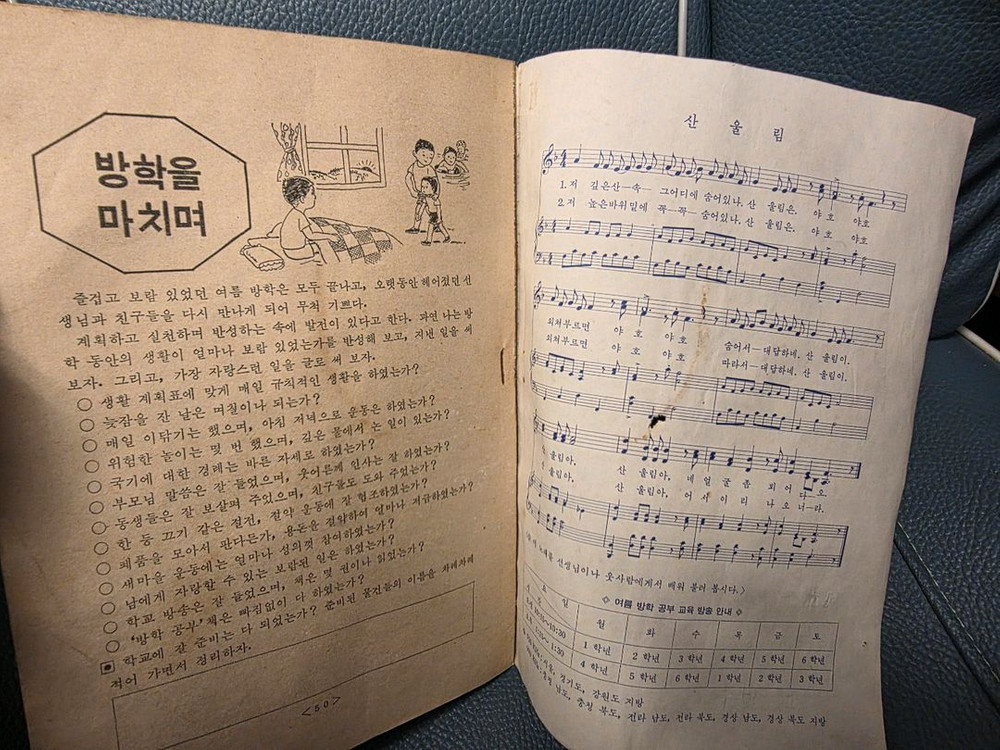 방학을
마치며
즐겁고 보람 있었던 여름 방학은 모두 끝나고, 오랫동안 헤어졌던 선
생님과 친구들을 다시 만나게 되어 무척 기쁘다.
계획하고 실천하며 반성하는 속에 발전이 있다고 한다. 과연 나는 방
학 동안의 생활이 얼마나 보람 있었는가를 반성해 보고, 지낸 일을 써
보자. 그리고, 가장 자랑스런 일을 글로 써 보자.
○ 생활 계획표에 맞게 매일 규칙적인 생활을 하였는가?
○ 늦잠을 잔 날은 며칠이나 되는가?
○ 매일 이닦기는 했으며, 아침 저녁으로 운동은 하였는가?
○ 위험한 놀이는 몇 번 했으며, 깊은 물에서 논 일이 있는가?
○ 국기에 대한 경례는 바른 자세로 하였는가?
○ 부모님 말씀은 잘 들었으며, 웃어른께 인사는 잘 하였는가?
○ 동생들은 잘 보살펴 주었으며, 친구들도 도와 주었는가?
○ 한 등 끄기 같은 절전, 절약 운동에 잘 협조하였는가?
○ 폐품을 모아서 판다든가, 용돈을 절약하여 얼마나 저금하였는가?
○ 새마을 운동에는 얼마나 성의껏 참여하였는가?
○ 남에게 자랑할 수 있는 보람된 일은 하였는가?
○ 학교 방송은 잘 들었으며, 책은 몇 권이나 읽었는가?
○ '방학 공부'책은 빠짐없이 다 하였는가?
학교에 갈 준비는 다 되었는가? 준비된 물건들의 이름을 차례차례
적어 가면서 정리하자.
<50>
산 울 림
1. 저 깊은산—속— 그어디에 숨어있나. 산 울림은. 야 호 야호
2. 저 높은바위밑에 꼭—꼭— 숨어있나. 산 울림은. 야 호 야호
외쳐부르면 야 호 야호 숨어서—대답하네. 산 울림이.
외쳐부르면 야 호 야호 따라서—대답하네. 산 울림이.
울림아, 산 울림아, 네 얼 굴 좀 뵈 어 다 오
울림아, 산 울림아, 어 서 이 리 나 오 너—라.
노래를 선생님이나 웃사람에게서 배워 불러 봅시다.〉
◇ 여름 방학 공부 교육 방송 안내 ◇
요 일 월 화 수 목 금 토
1 학년 2 학년 3 학년 4 학년 5 학년 6 학년
4 학년 5 학년 6 학년 1 학년 2 학년 3 학년
서울, 경기도, 강원도 지방
충청 남도, 충청 북도, 전라 남도, 전라 북도, 경상 남도, 경상 북도 지방